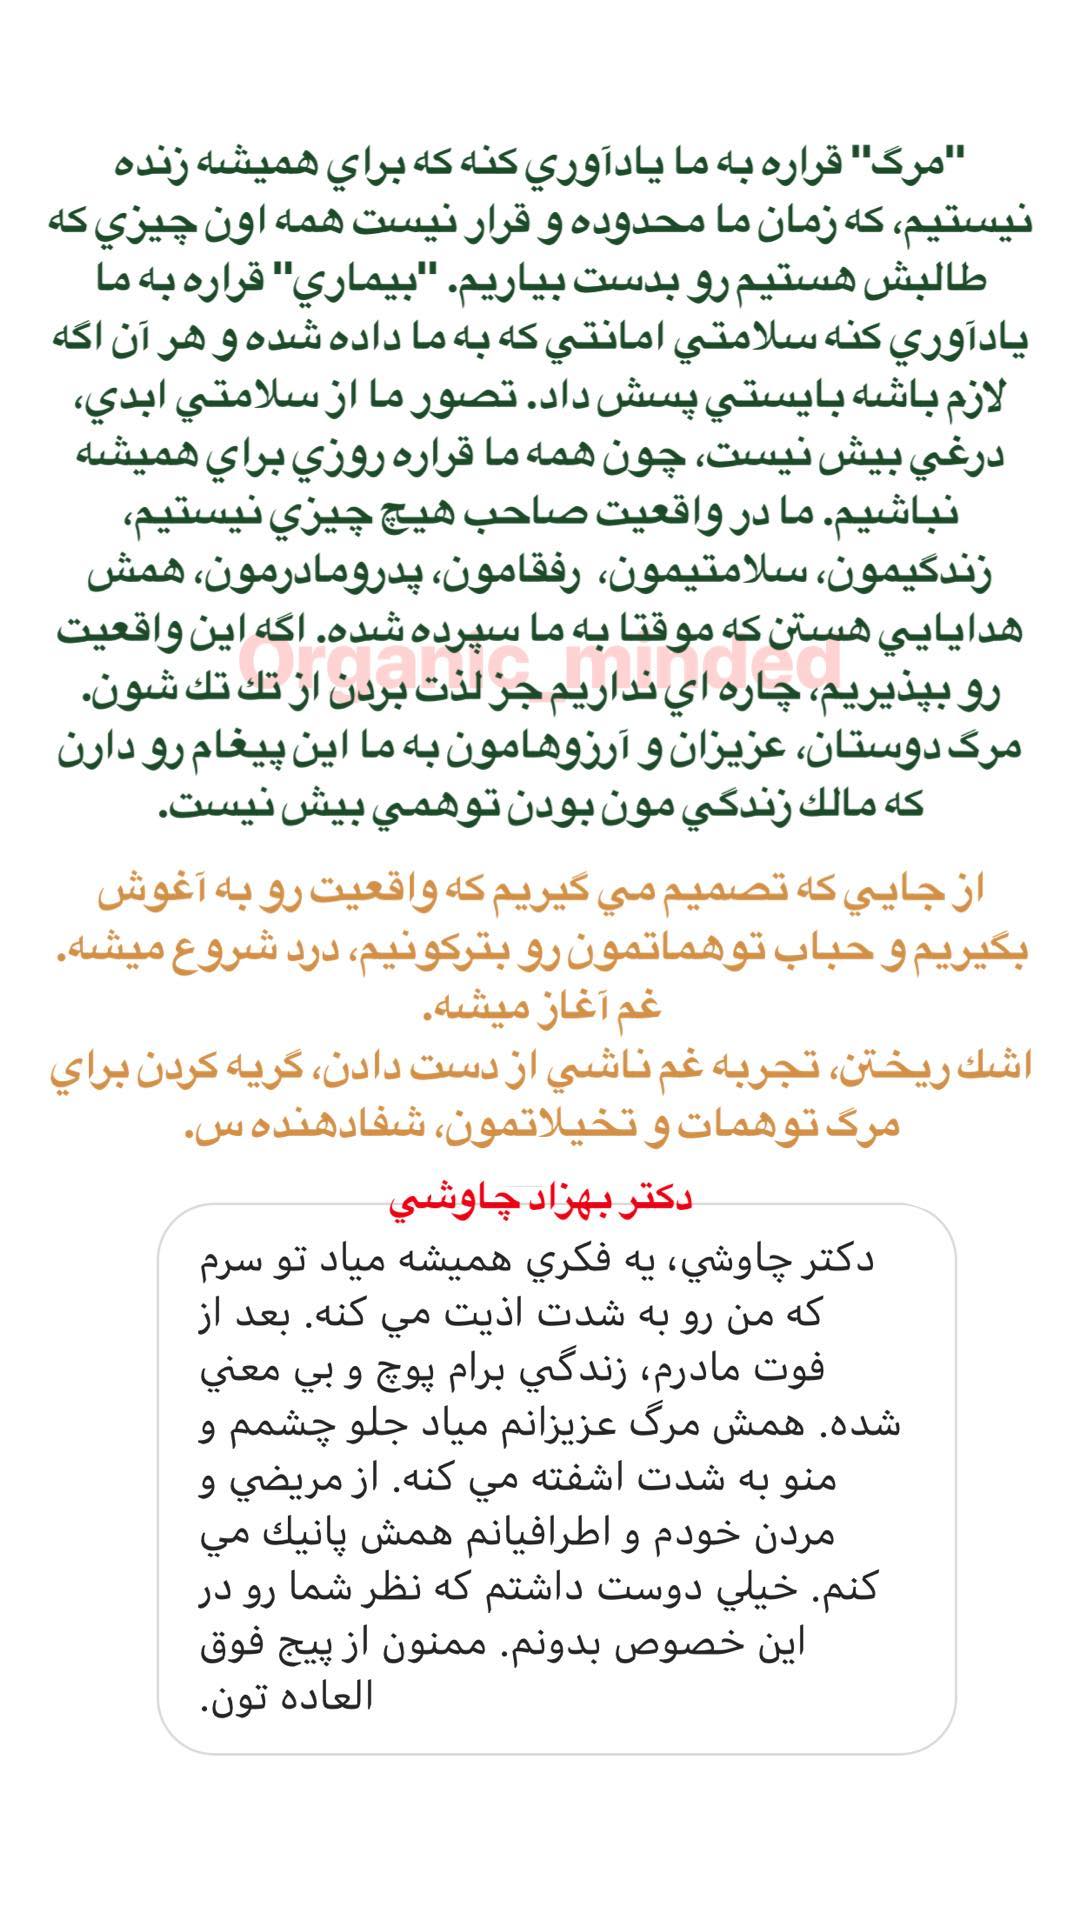 "مرگ" قراره به ما يادآوري كنه كه براي هميشه زنده
نيستيم، كه زمان ما محدوده و قرار نيست همه اون چيزي كه
طالبش هستيم رو بدست بياريم. "بيماري" قراره به ما
يادآوري كنه سلامتي امانتي كه به ما داده شده و هر آن اگه
لازم باشه بايستي پسش داد. تصور ما از سلامتي ابدي،
درغي بيش نيست، چون همه ما قراره روزي براي هميشه
نباشيم. ما در واقعيت صاحب هيچ چيزي نيستيم،
زندگيمون، سلامتيمون، رفقامون، پدرومادرمون، همش
هدايايي هستن كه موقتا به ما سپرده شده. اگه اين واقعيت
Organic_minded
رو بپذيريم، چاره اي نداريم جز لذت بردن از تك تك شون.
مرگ دوستان، عزيزان و آرزوهامون به ما اين پيغام رو دارن
كه مالك زندگي مون بودن توهمي بيش نيست.
از جايي كه تصميم مي گيريم كه واقعيت رو به آغوش
بگيريم و حباب توهماتمون رو بتركونيم، درد شروع ميشه.
غم آغاز ميشه.
اشك ريختن، تجربه غم ناشي از دست دادن، گريه كردن براي
مرگ توهمات و تخيلاتمون، شفادهنده س.
دكتر بهزاد چاوشي
دكتر چاوشي، يه فكري هميشه مياد تو سرم
كه من رو به شدت اذيت مي كنه. بعد از
فوت مادرم، زندگي برام پوچ و بي معني
شده. همش مرگ عزيزانم مياد جلو چشمم و
منو به شدت اشفته مي كنه. از مريضي و
مردن خودم و اطرافيانم همش پانيك مي
كنم. خيلي دوست داشتم كه نظر شما رو در
اين خصوص بدونم. ممنون از پيج فوق
العاده تون.